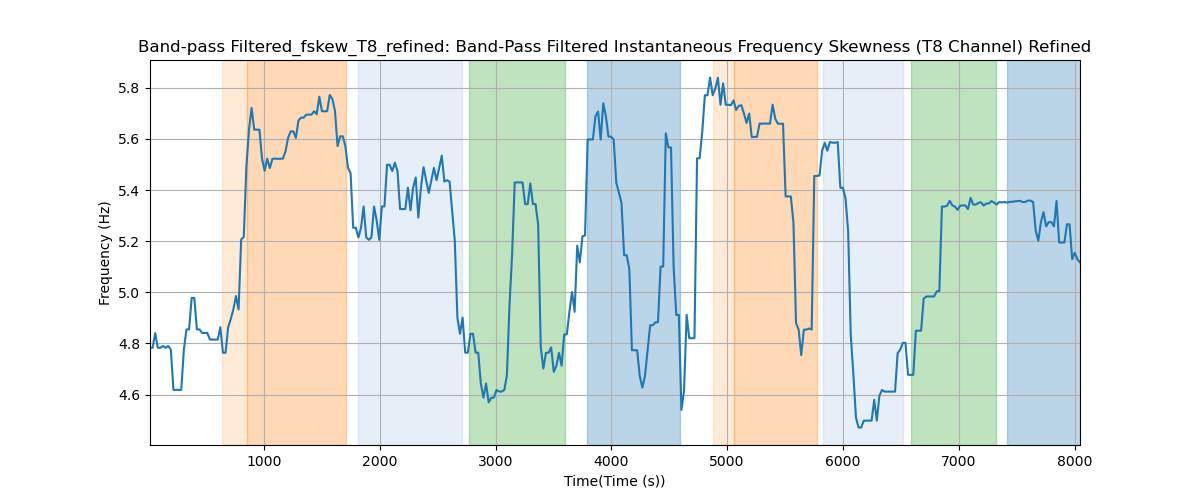 Band-pass Filtered_fskew_T8_refined: Band-Pass Filtered Instantaneous Frequency Skewness (T8 Channel) Refined
Frequency (Hz)
5.8
5.6
5.4
5.2
5.0
4.8
4.6
1000 2000 3000 4000 5000 6000 7000 8000
Time(Time (s))